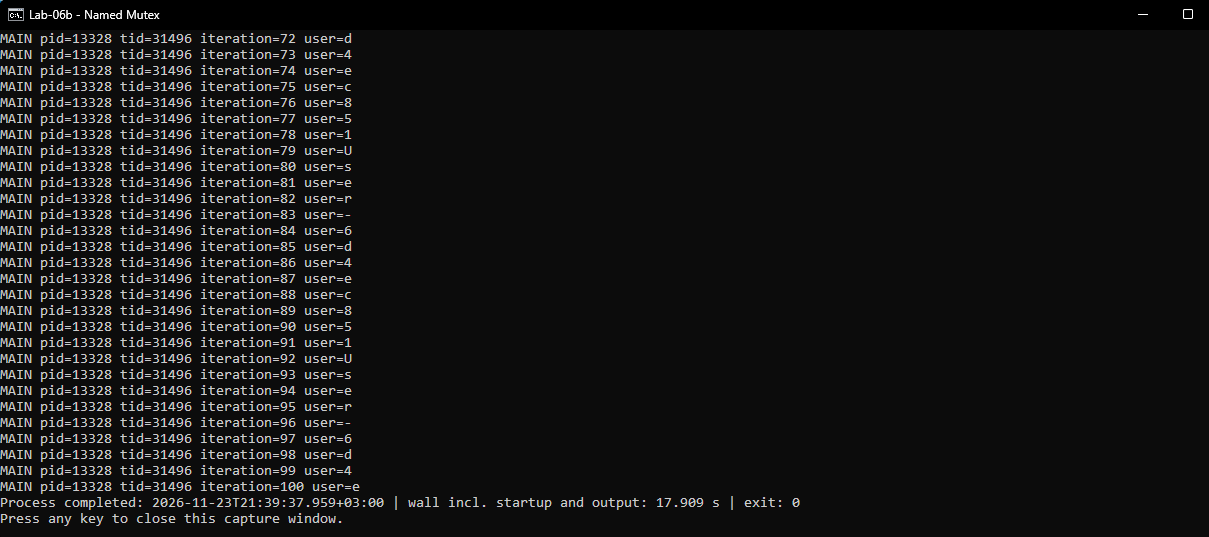 Lab-06b - Named Mutex
MAIN pid=13328 tid=31496 iteration=72 user=d
MAIN pid=13328 tid=31496 iteration=73 user=4
MAIN pid=13328 tid=31496 iteration=74 user=e
MAIN pid=13328 tid=31496 iteration=75 user=c
MAIN pid=13328 tid=31496 iteration=76 user=8
MAIN pid=13328 tid=31496 iteration=77 user=5
MAIN pid=13328 tid=31496 iteration=78 user=1
MAIN pid=13328 tid=31496 iteration=79 user=U
MAIN pid=13328 tid=31496 iteration=80 user=s
MAIN pid=13328 tid=31496 iteration=81 user=e
MAIN pid=13328 tid=31496 iteration=82 user=r
MAIN pid=13328 tid=31496 iteration=83 user=-
MAIN pid=13328 tid=31496 iteration=84 user=6
MAIN pid=13328 tid=31496 iteration=85 user=d
MAIN pid=13328 tid=31496 iteration=86 user=4
MAIN pid=13328 tid=31496 iteration=87 user=e
MAIN pid=13328 tid=31496 iteration=88 user=c
MAIN pid=13328 tid=31496 iteration=89 user=8
MAIN pid=13328 tid=31496 iteration=90 user=5
MAIN pid=13328 tid=31496 iteration=91 user=1
MAIN pid=13328 tid=31496 iteration=92 user=U
MAIN pid=13328 tid=31496 iteration=93 user=s
MAIN pid=13328 tid=31496 iteration=94 user=e
MAIN pid=13328 tid=31496 iteration=95 user=r
MAIN pid=13328 tid=31496 iteration=96 user=-
MAIN pid=13328 tid=31496 iteration=97 user=6
MAIN pid=13328 tid=31496 iteration=98 user=d
MAIN pid=13328 tid=31496 iteration=99 user=4
MAIN pid=13328 tid=31496 iteration=100 user=e
Process completed: 2026-11-23T21:39:37.959+03:00 | wall incl. startup and output: 17.909 s | exit: 0
Press any key to close this capture window.